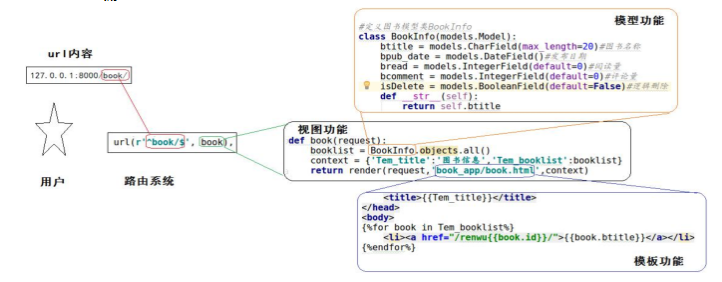 url内容
127.0.0.1:8000/book/
用户
url(r'^book/$', book),
路由系统
模型功能
#定义图书模型类BookInfo
class BookInfo(models.Model):
btitle = models.CharField(max_length=20)#图书名称
bpub_date = models.DateField()#发布日期
bread = models.IntegerField(default=0)#阅读量
bcomment = models.IntegerField(default=0)#评论量
isDelete = models.BooleanField(default=False)#逻辑删除
def __str__(self):
return self.btitle
视图功能
def book(request):
booklist = BookInfo.objects.all()
context = {'Tem_title':'图书信息','Tem_booklist':booklist}
return render(request,'book_app/book.html',context)
<title>{{Tem_title}}</title>
</head>
<body>
{%for book in Tem_booklist%}
<li><a href="/renwu{{book.id}}/">{{book.btitle}}</a></li>
{%endfor%}
模板功能